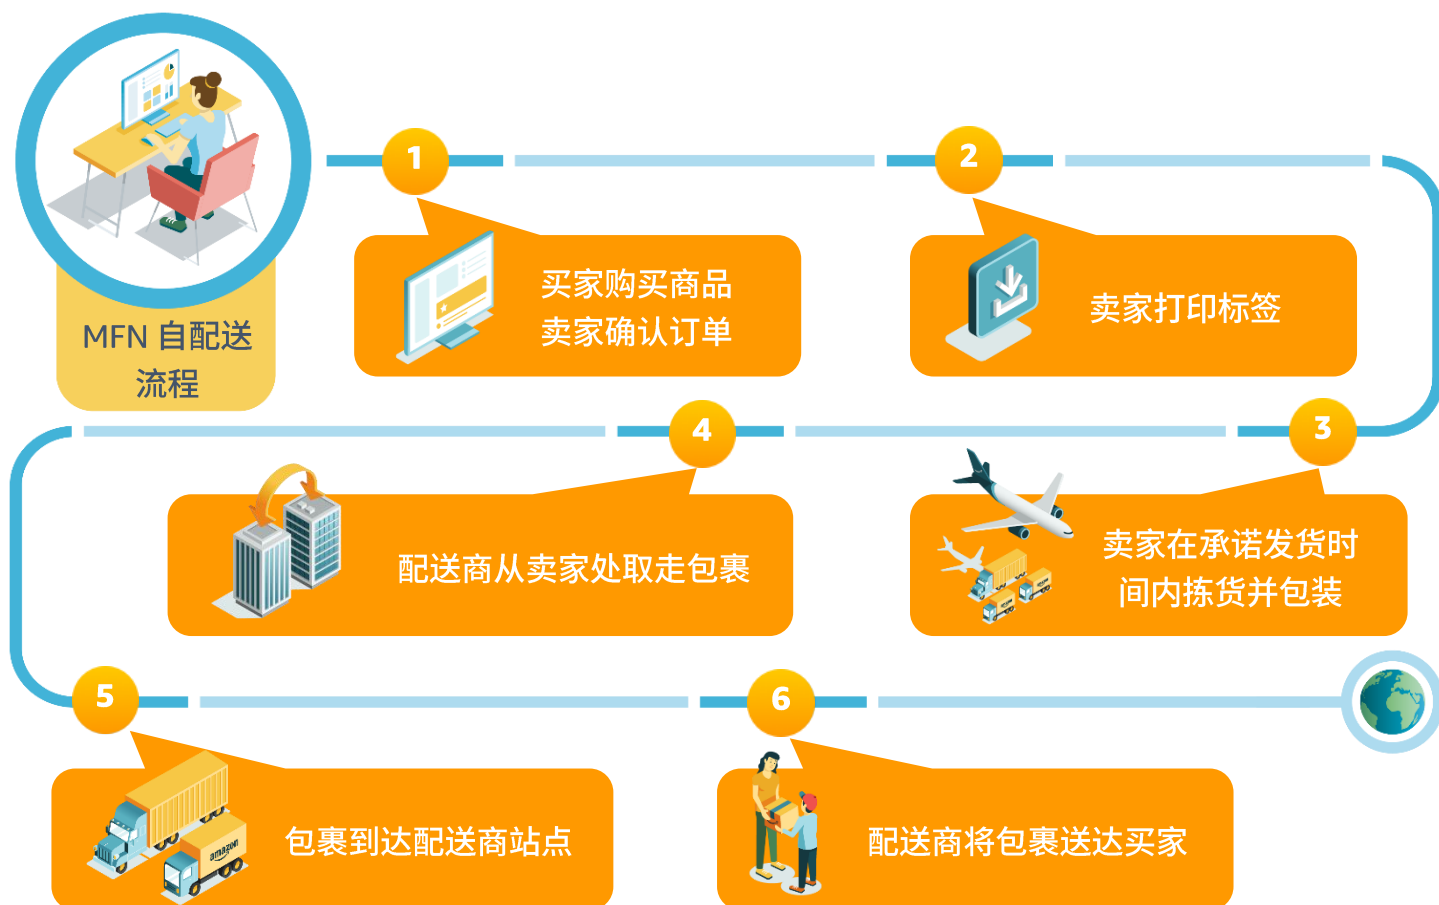 MFN 自配送
流程
1
买家购买商品
卖家确认订单
2
卖家打印标签
3
卖家在承诺发货时
间内拣货并包装
4
配送商从卖家处取走包裹
5
amazon
包裹到达配送商站点
6
配送商将包裹送达买家